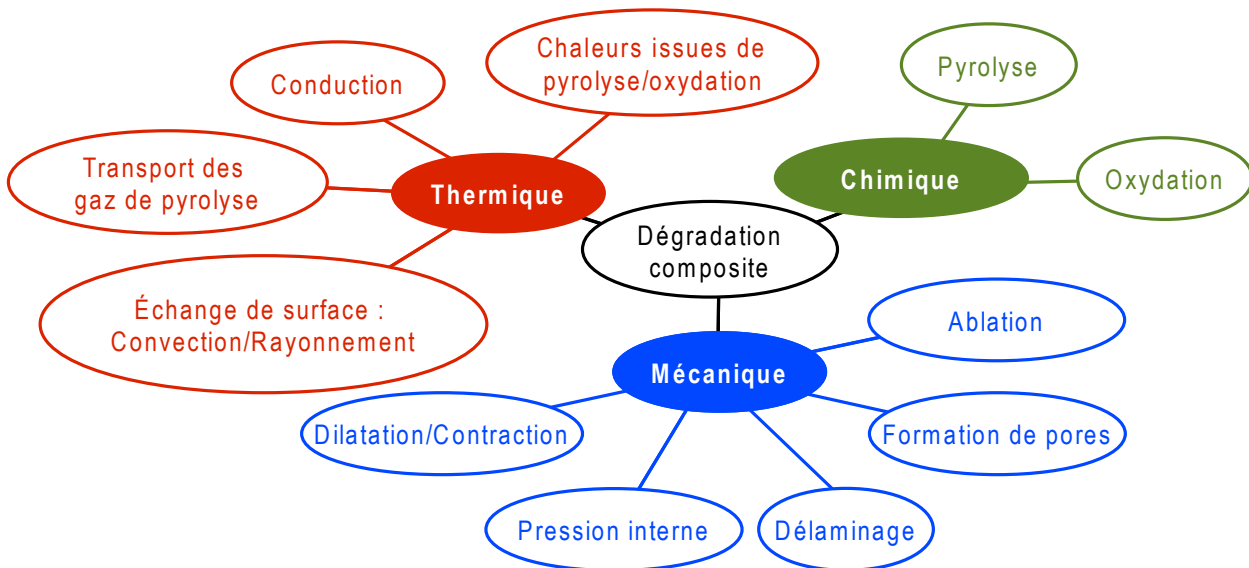 Chaleurs issues de
pyrolyse/oxydation
Conduction
Pyrolyse
Transport des
gaz de pyrolyse
Thermique
Chimique
Oxydation
Dégradation
composite
Échange de surface :
Convection/Rayonnement
Ablation
Mécanique
Dilatation/Contraction
Formation de pores
Pression interne
Délaminage